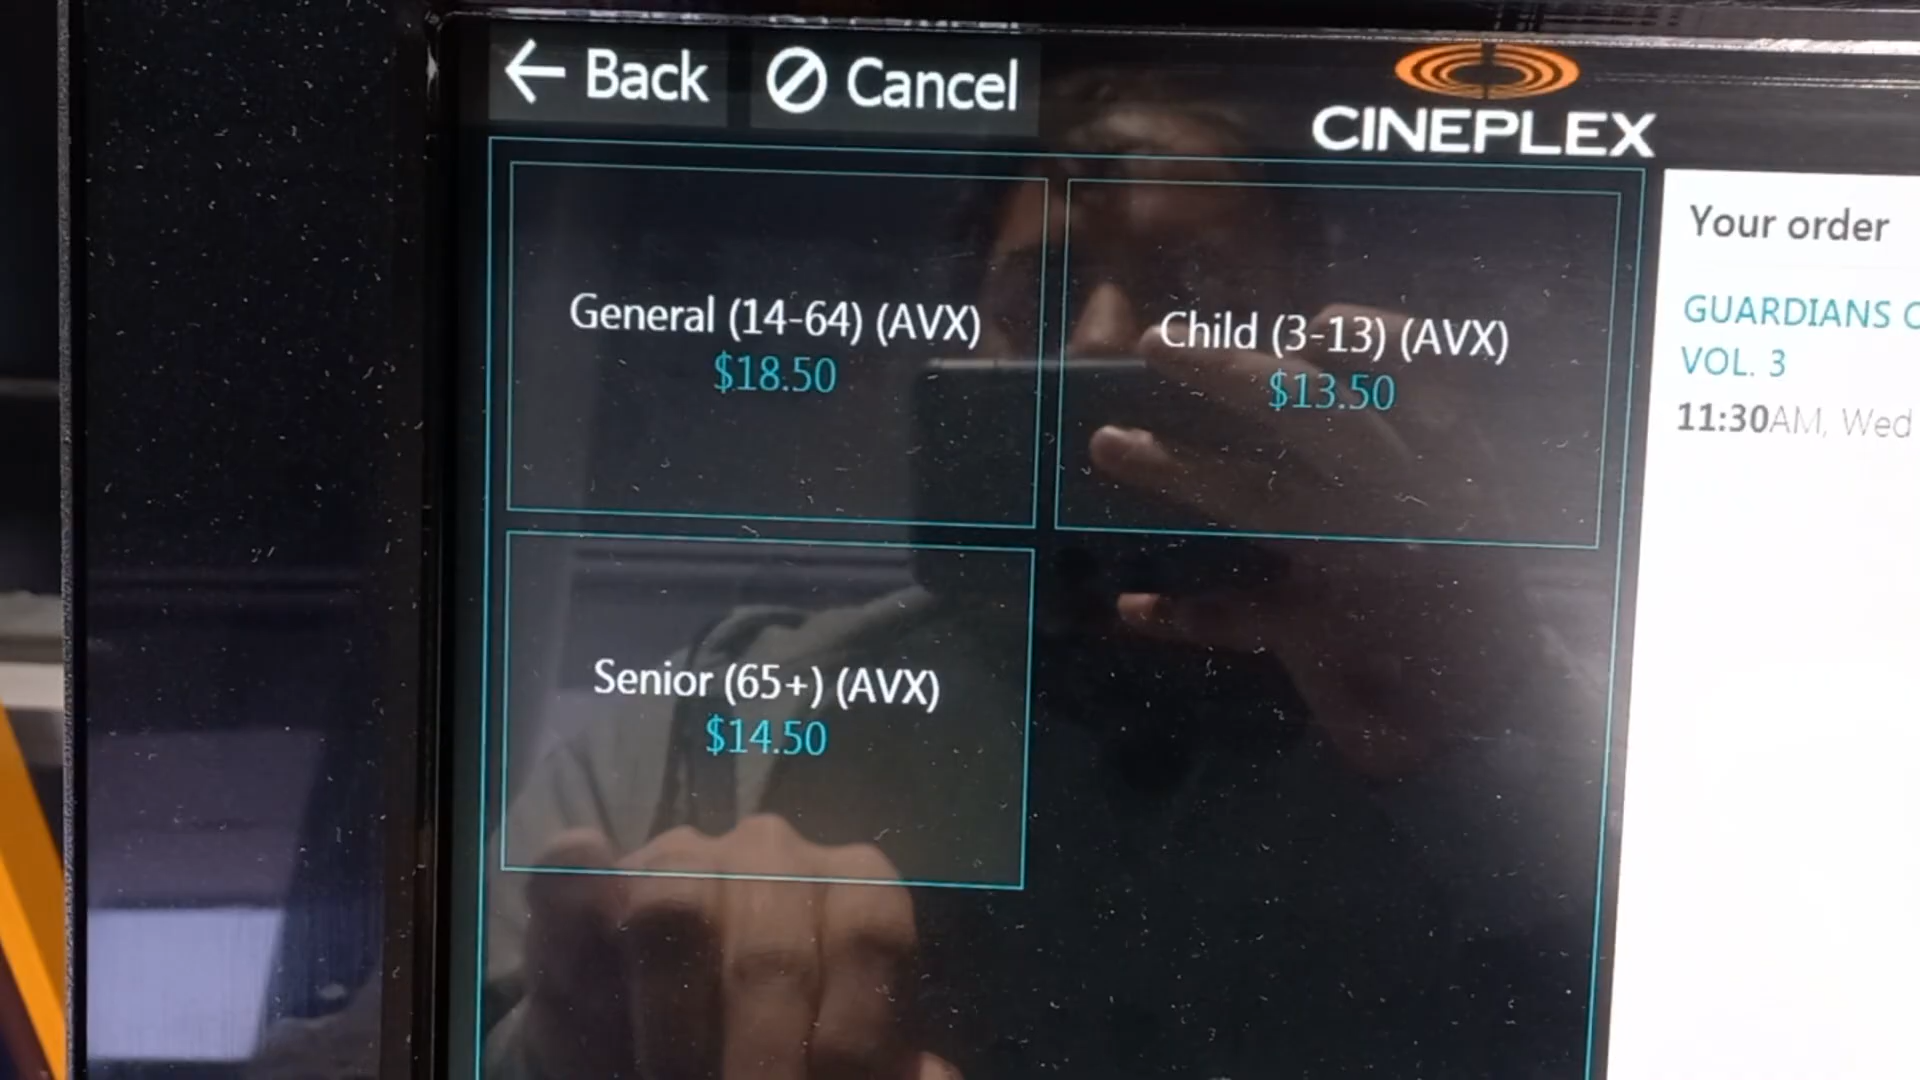 Back
Cancel
CINEPLEX
General (14-64) (AVX)
$18.50
Child (3-13) (AVX)
$13.50
Senior (65+) (AVX)
$14.50
Your order
GUARDIANS
VOL. 3
11:30AM, Wed